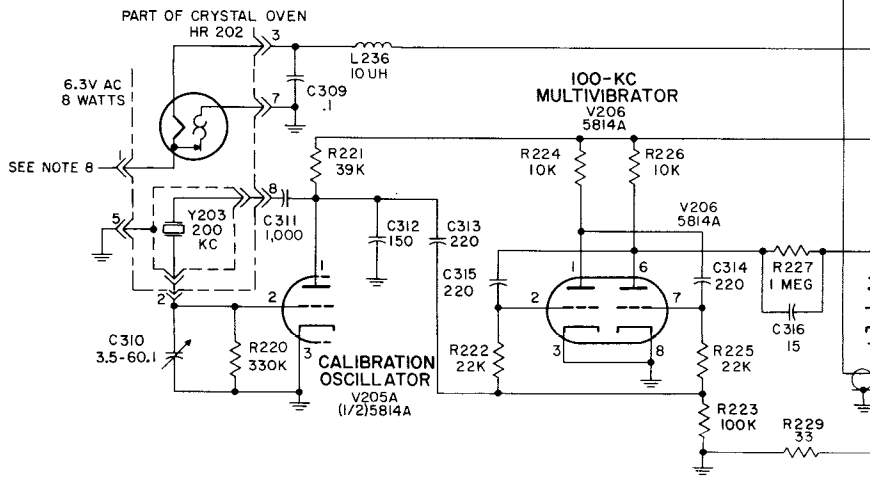 PART OF CRYSTAL OVEN
HR 202
3
L236
10 UH
6.3V AC
8 WATTS
C309
.1
7
100-KC
MULTIVIBRATOR
V206
5814A
1
SEE NOTE 8
R221
39K
R224
10K
R226
10K
8
Y203
200
KC
C311
1,000
5
C312
150
C313
220
V206
5814A
C315
220
C314
220
R227
1 MEG
C316
15
1
1
6
2
2
3
2
7
3
8
C310
3.5-60.1
R220
330K
CALIBRATION
OSCILLATOR
V205A
(1/2)5814A
R222
22K
R225
22K
R223
100K
R229
33